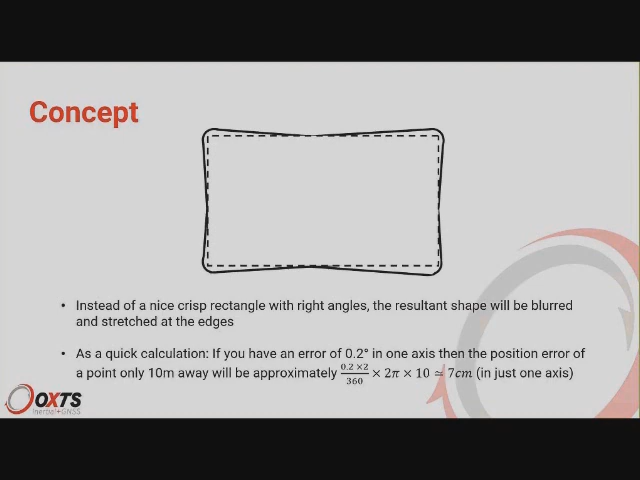 Concept
• Instead of a nice crisp rectangle with right angles, the resultant shape will be blurred
and stretched at the edges
• As a quick calculation: If you have an error of 0.2° in one axis then the position error of
a point only 10m away will be approximately (0.2 ×2)/360 × 2π × 10 ≃ 7cm (in just one axis)
OXTS
Inertial+GNSS